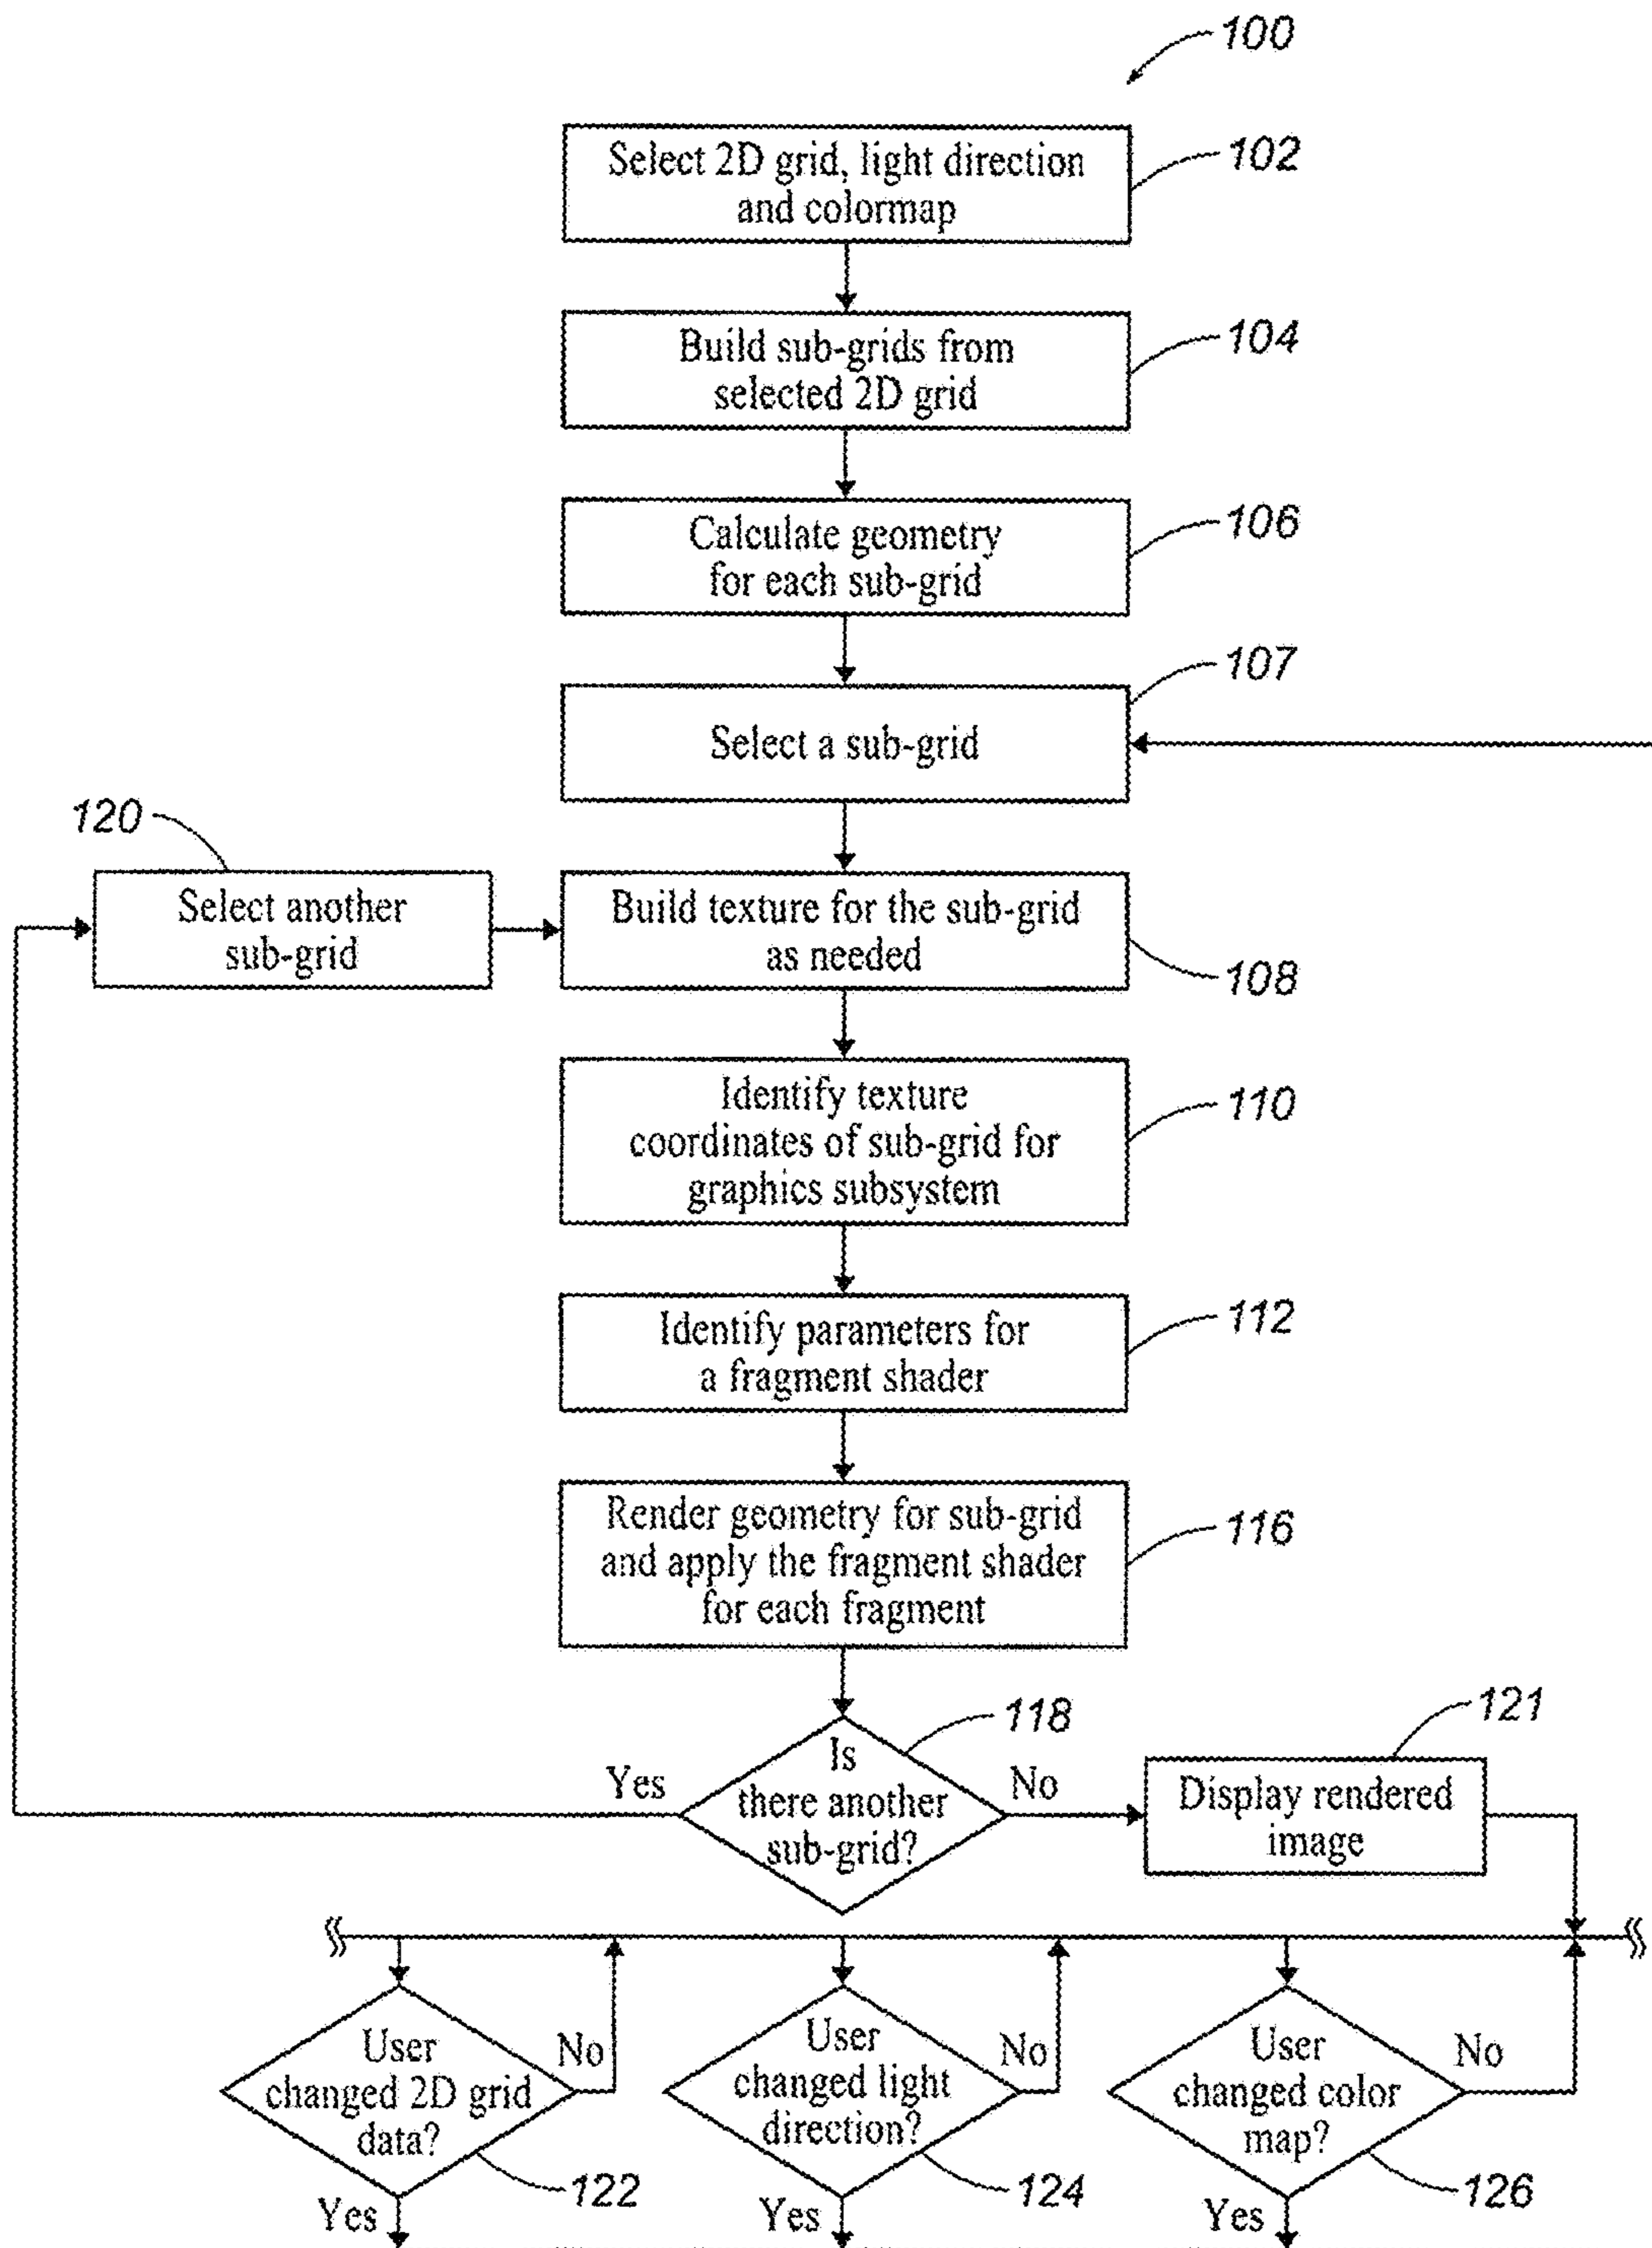 100
Select 2D grid, light direction
and colormap
102
Build sub-grids from
selected 2D grid
104
Calculate geometry
for each sub-grid
106
107
Select a sub-grid
120
Select another
sub-grid
Build texture for the sub-grid
as needed
108
Identify texture
coordinates of sub-grid for
graphics subsystem
110
Identify parameters for
a fragment shader
112
Render geometry for sub-grid
and apply the fragment shader
for each fragment
116
118
121
Yes
Is
there another
sub-grid?
No
Display rendered
image
User
changed 2D grid
data?
No
122
Yes
User
changed light
direction?
No
124
Yes
User
changed color
map?
No
126
Yes